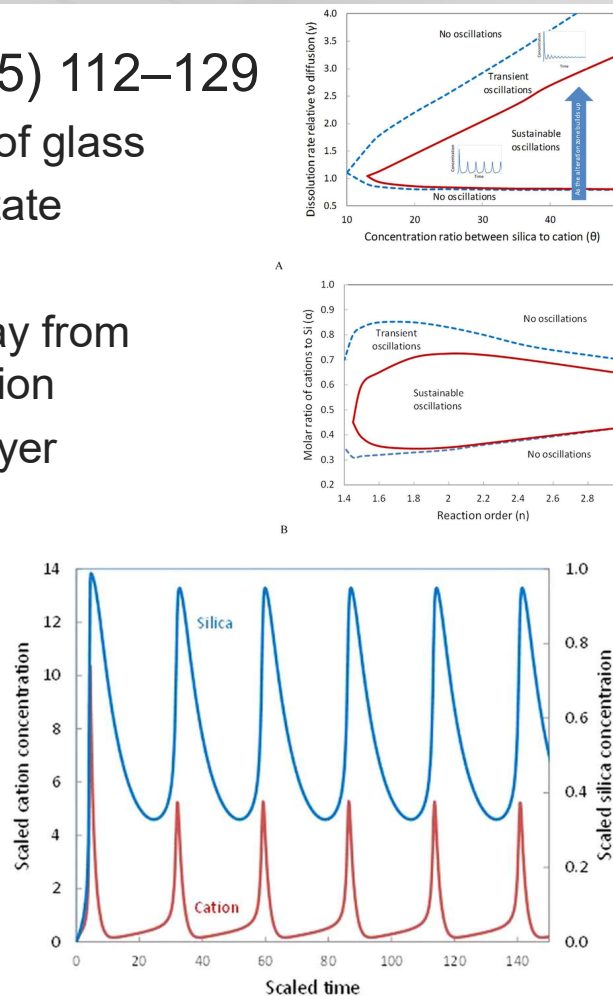 5) 112–129
of glass
tate
ay from
ion
yer
Dissolution rate relative to diffusion (γ)
4.0
3.5
3.0
2.5
2.0
1.5
1.0
0.5
No oscillations
Concentration
Time
Transient
oscillations
Sustainable
oscillations
Concentration
Time
As the alteration zone builds up
No oscillations
10
20
30
40
Concentration ratio between silica to cation (θ)
A
Molar ratio of cations to Si (α)
1.0
0.9
0.8
0.7
0.6
0.5
0.4
0.3
0.2
No oscillations
Transient
oscillations
Sustainable
oscillations
No oscillations
1.4
1.6
1.8
2
2.2
2.4
2.6
2.8
Reaction order (n)
B
Scaled cation concentration
14
12
10
8
6
4
2
0
Silica
Cation
1.0
0.8
0.6
0.4
0.2
0.0
Scaled silica concentraion
0
20
40
60
80
100
120
140
Scaled time